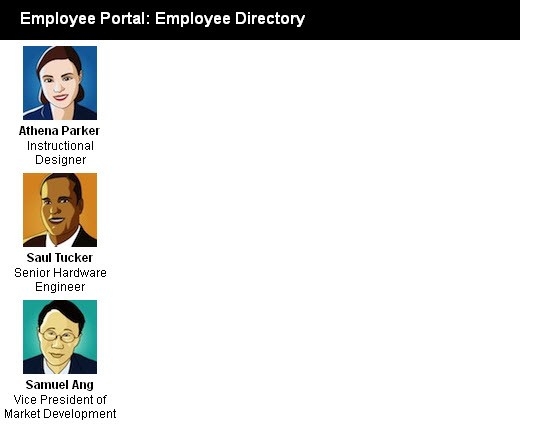 Employee Portal: Employee Directory
Athena Parker
Instructional
Designer
Saul Tucker
Senior Hardware
Engineer
Samuel Ang
Vice President of
Market Development